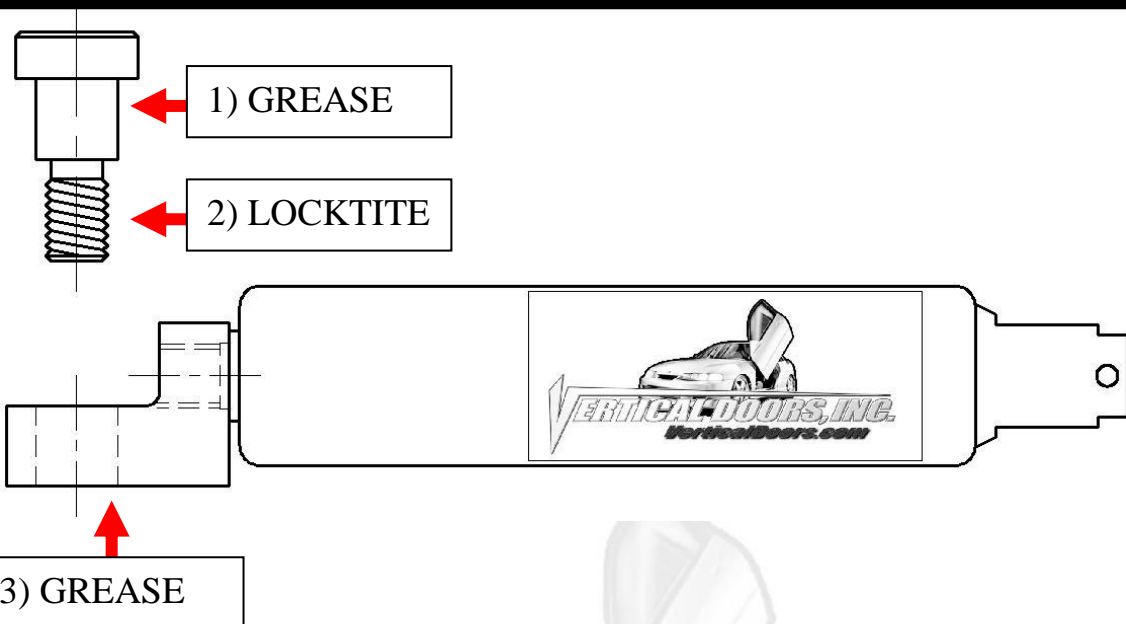 1) GREASE
2) LOCKTITE
VERTICAL DOORS, INC.
VerticalDoors.com
3) GREASE